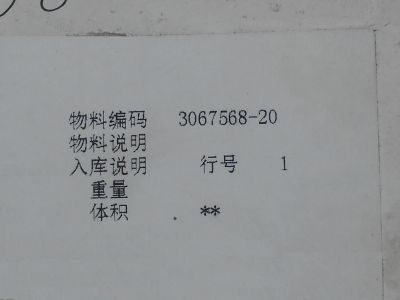 物料编码 3067568-20
物料说明
入库说明 行号 1
重量
体积 . **